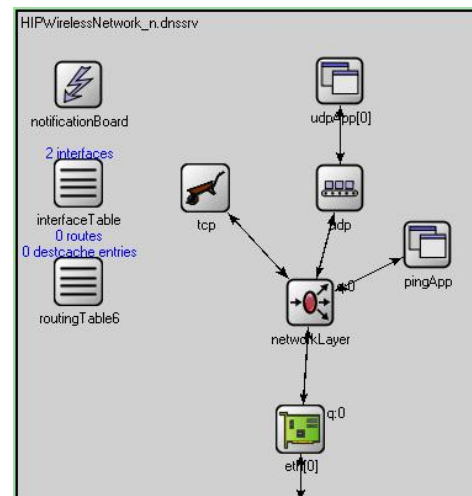 HIPWirelessNetwork_n.dnssrv
notificationBoard
udpApp[0]
2 interfaces
interfaceTable
tcp
udp
0 routes
0 destcache entries
pingApp
routingTable6
networkLayer
q:0
eth[0]